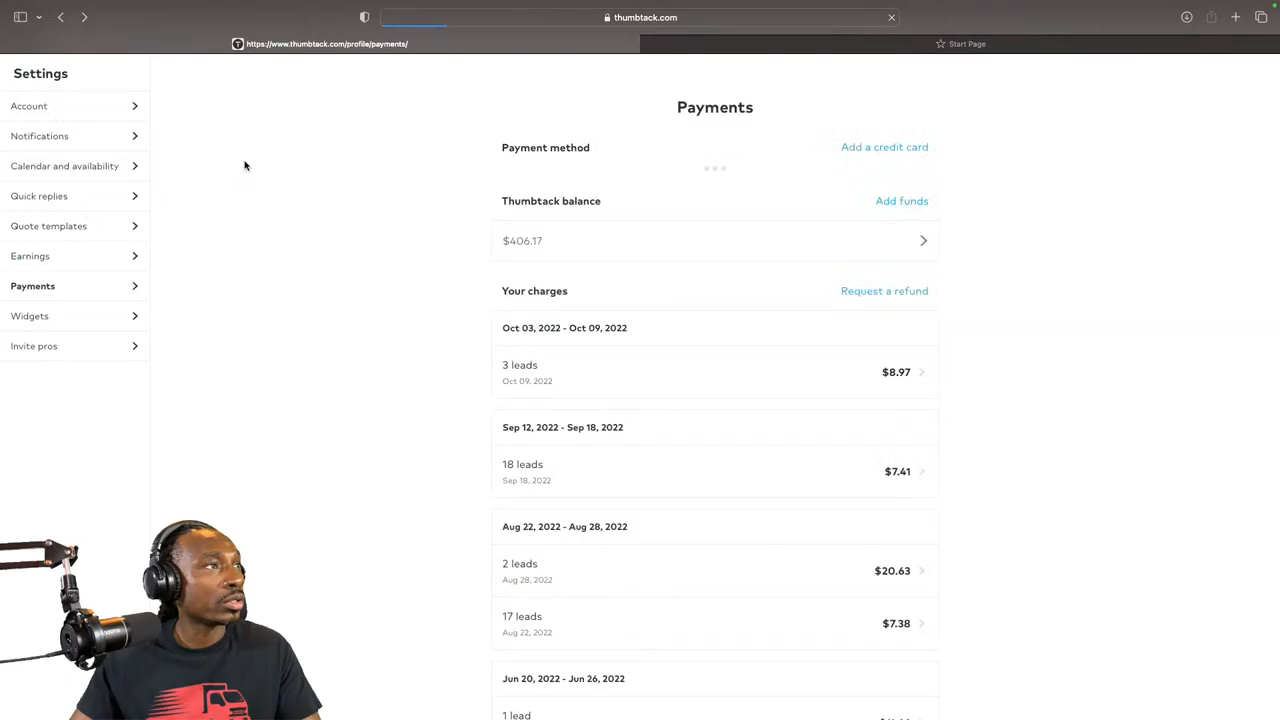 thumbtack.com
https://www.thumbtack.com/profile/payments/
Start Page
Settings
Account
Notifications
Calendar and availability
Quick replies
Quote templates
Earnings
Payments
Widgets
Invite pros
Payments
Payment method
Add a credit card
Thumbtack balance
Add funds
$406.17
Your charges
Request a refund
Oct 03, 2022 - Oct 09, 2022
3 leads
$8.97
Oct 09, 2022
Sep 12, 2022 - Sep 18, 2022
18 leads
$7.41
Sep 18, 2022
Aug 22, 2022 - Aug 28, 2022
2 leads
$20.63
Aug 28, 2022
17 leads
$7.38
Aug 22, 2022
Jun 20, 2022 - Jun 26, 2022
1 lead